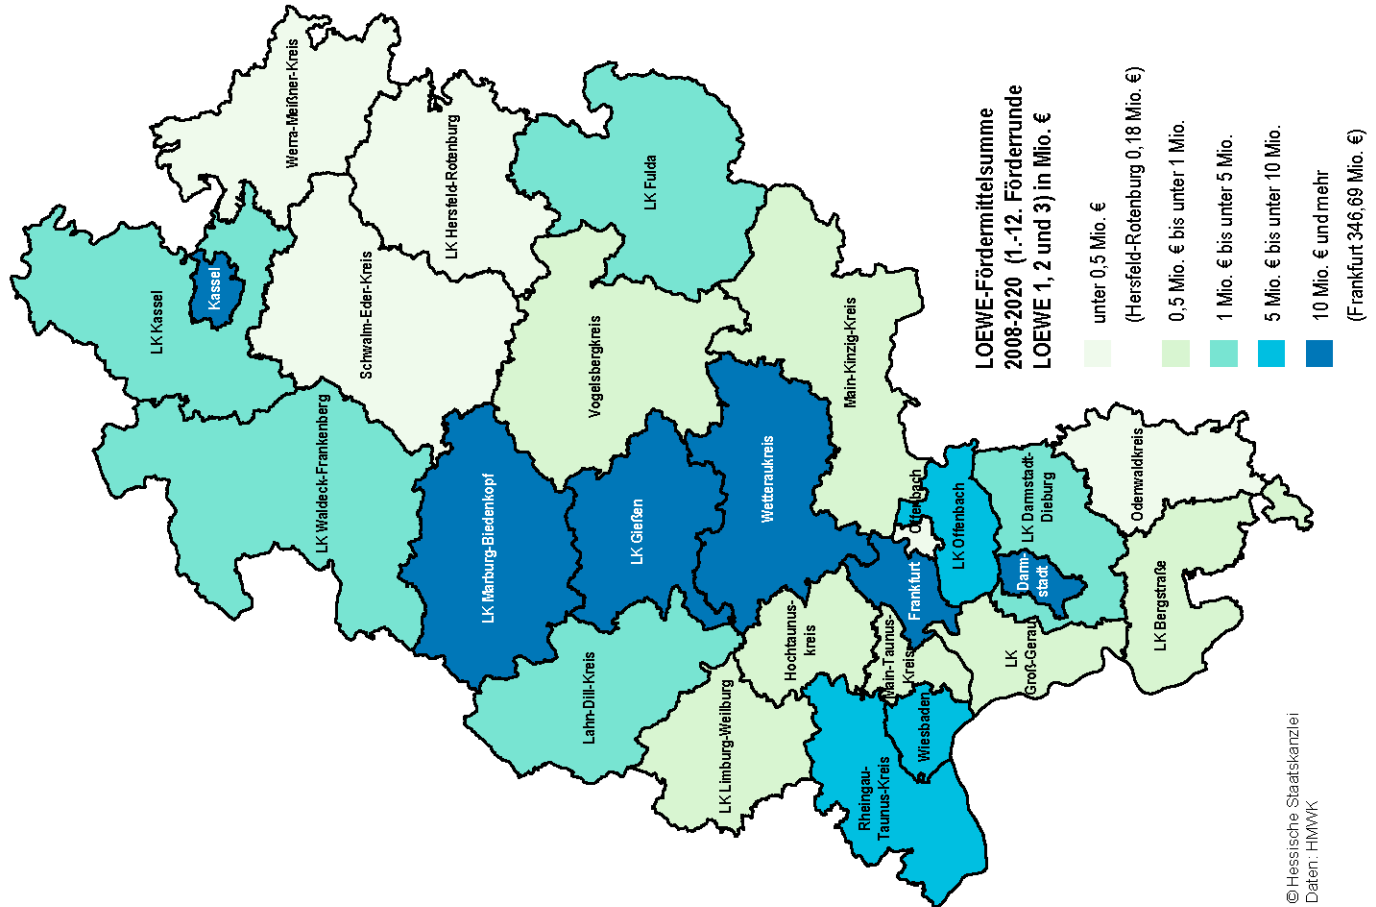 Werra-Meißner-Kreis
LK Kassel
Kassel
LK Hersfeld-Rotenburg
Schwalm-Eder-Kreis
LK Waldeck-Frankenberg
LK Fulda
Vogelsbergkreis
LK Marburg-Biedenkopf
LK Gießen
Lahn-Dill-Kreis
Main-Kinzig-Kreis
Wetteraukreis
Hochtaunus-
kreis
LK Limburg-Weilburg
Main-Taunus-
Kreis
Frankfurt
Offenbach
LK Offenbach
Rheingau-
Taunus-Kreis
Wiesbaden
LK Darmstadt-
Dieburg
Darm-
stadt
LK
Groß-Gerau
Odenwaldkreis
LK Bergstraße
LOEWE-Fördermittelsumme
2008-2020 (1.-12. Förderrunde
LOEWE 1, 2 und 3) in Mio. €
unter 0,5 Mio. €
(Hersfeld-Rotenburg 0,18 Mio. €)
0,5 Mio. € bis unter 1 Mio.
1 Mio. € bis unter 5 Mio.
5 Mio. € bis unter 10 Mio.
10 Mio. € und mehr
(Frankfurt 346,69 Mio. €)
© Hessische Staatskanzlei
Daten: HMWK